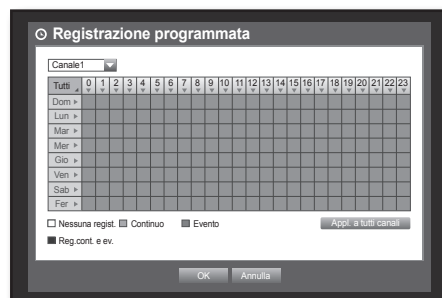 Registrazione programmata
Canale1
Tutti 0 1 2 3 4 5 6 7 8 9 10 11 12 13 14 15 16 17 18 19 20 21 22 23
Dom
Lun
Mar
Mer
Gio
Ven
Sab
Fer
Nessuna regist. Continuo Evento Appl. a tutti canali
Reg.cont. e ev.
OK Annulla